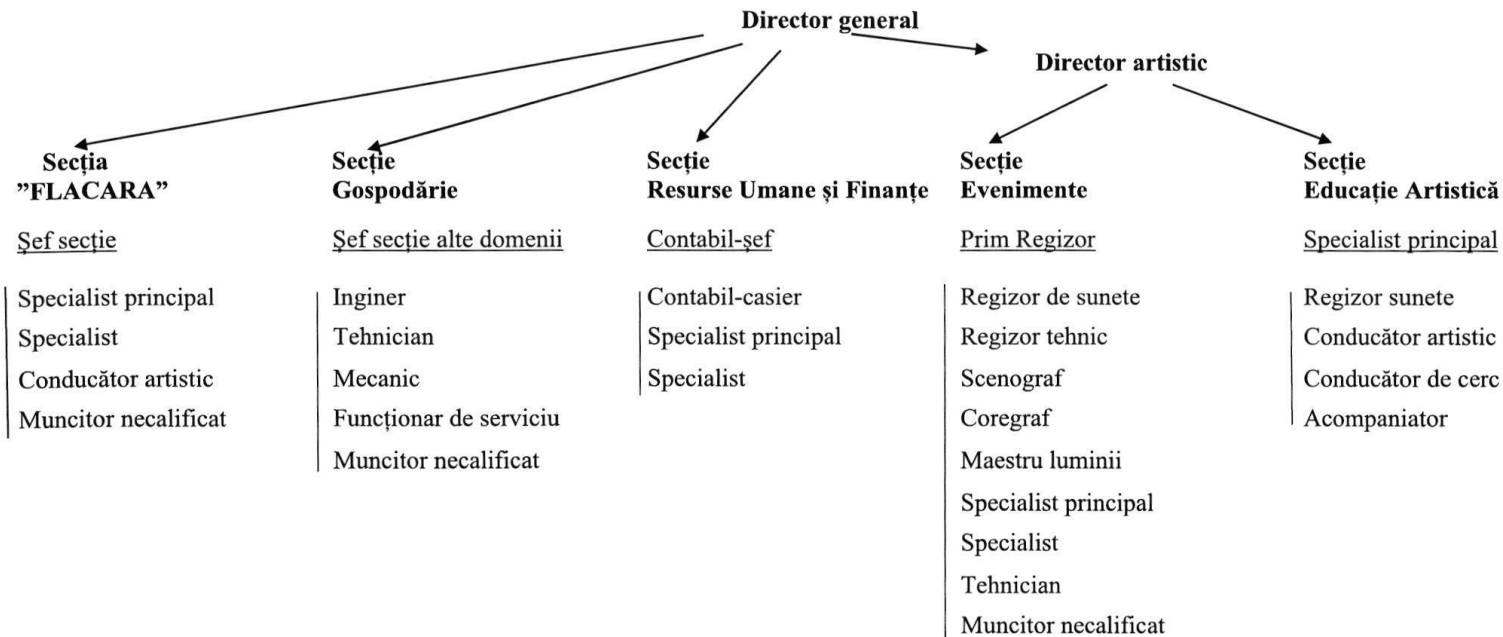 Director general
Director artistic
Secția
”FLACARA”
Șef secție
Specialist principal
Specialist
Conducător artistic
Muncitor necalificat
Secție
Gospodărie
Șef secție alte domenii
Inginer
Tehnician
Mecanic
Funcționar de serviciu
Muncitor necalificat
Secție
Resurse Umane și Finanțe
Contabil-șef
Contabil-casier
Specialist principal
Specialist
Secție
Evenimente
Prim Regizor
Regizor de sunete
Regizor tehnic
Scenograf
Coregraf
Maestru luminii
Specialist principal
Specialist
Tehnician
Muncitor necalificat
Secție
Educație Artistică
Specialist principal
Regizor sunete
Conducător artistic
Conducător de cerc
Acompaniator